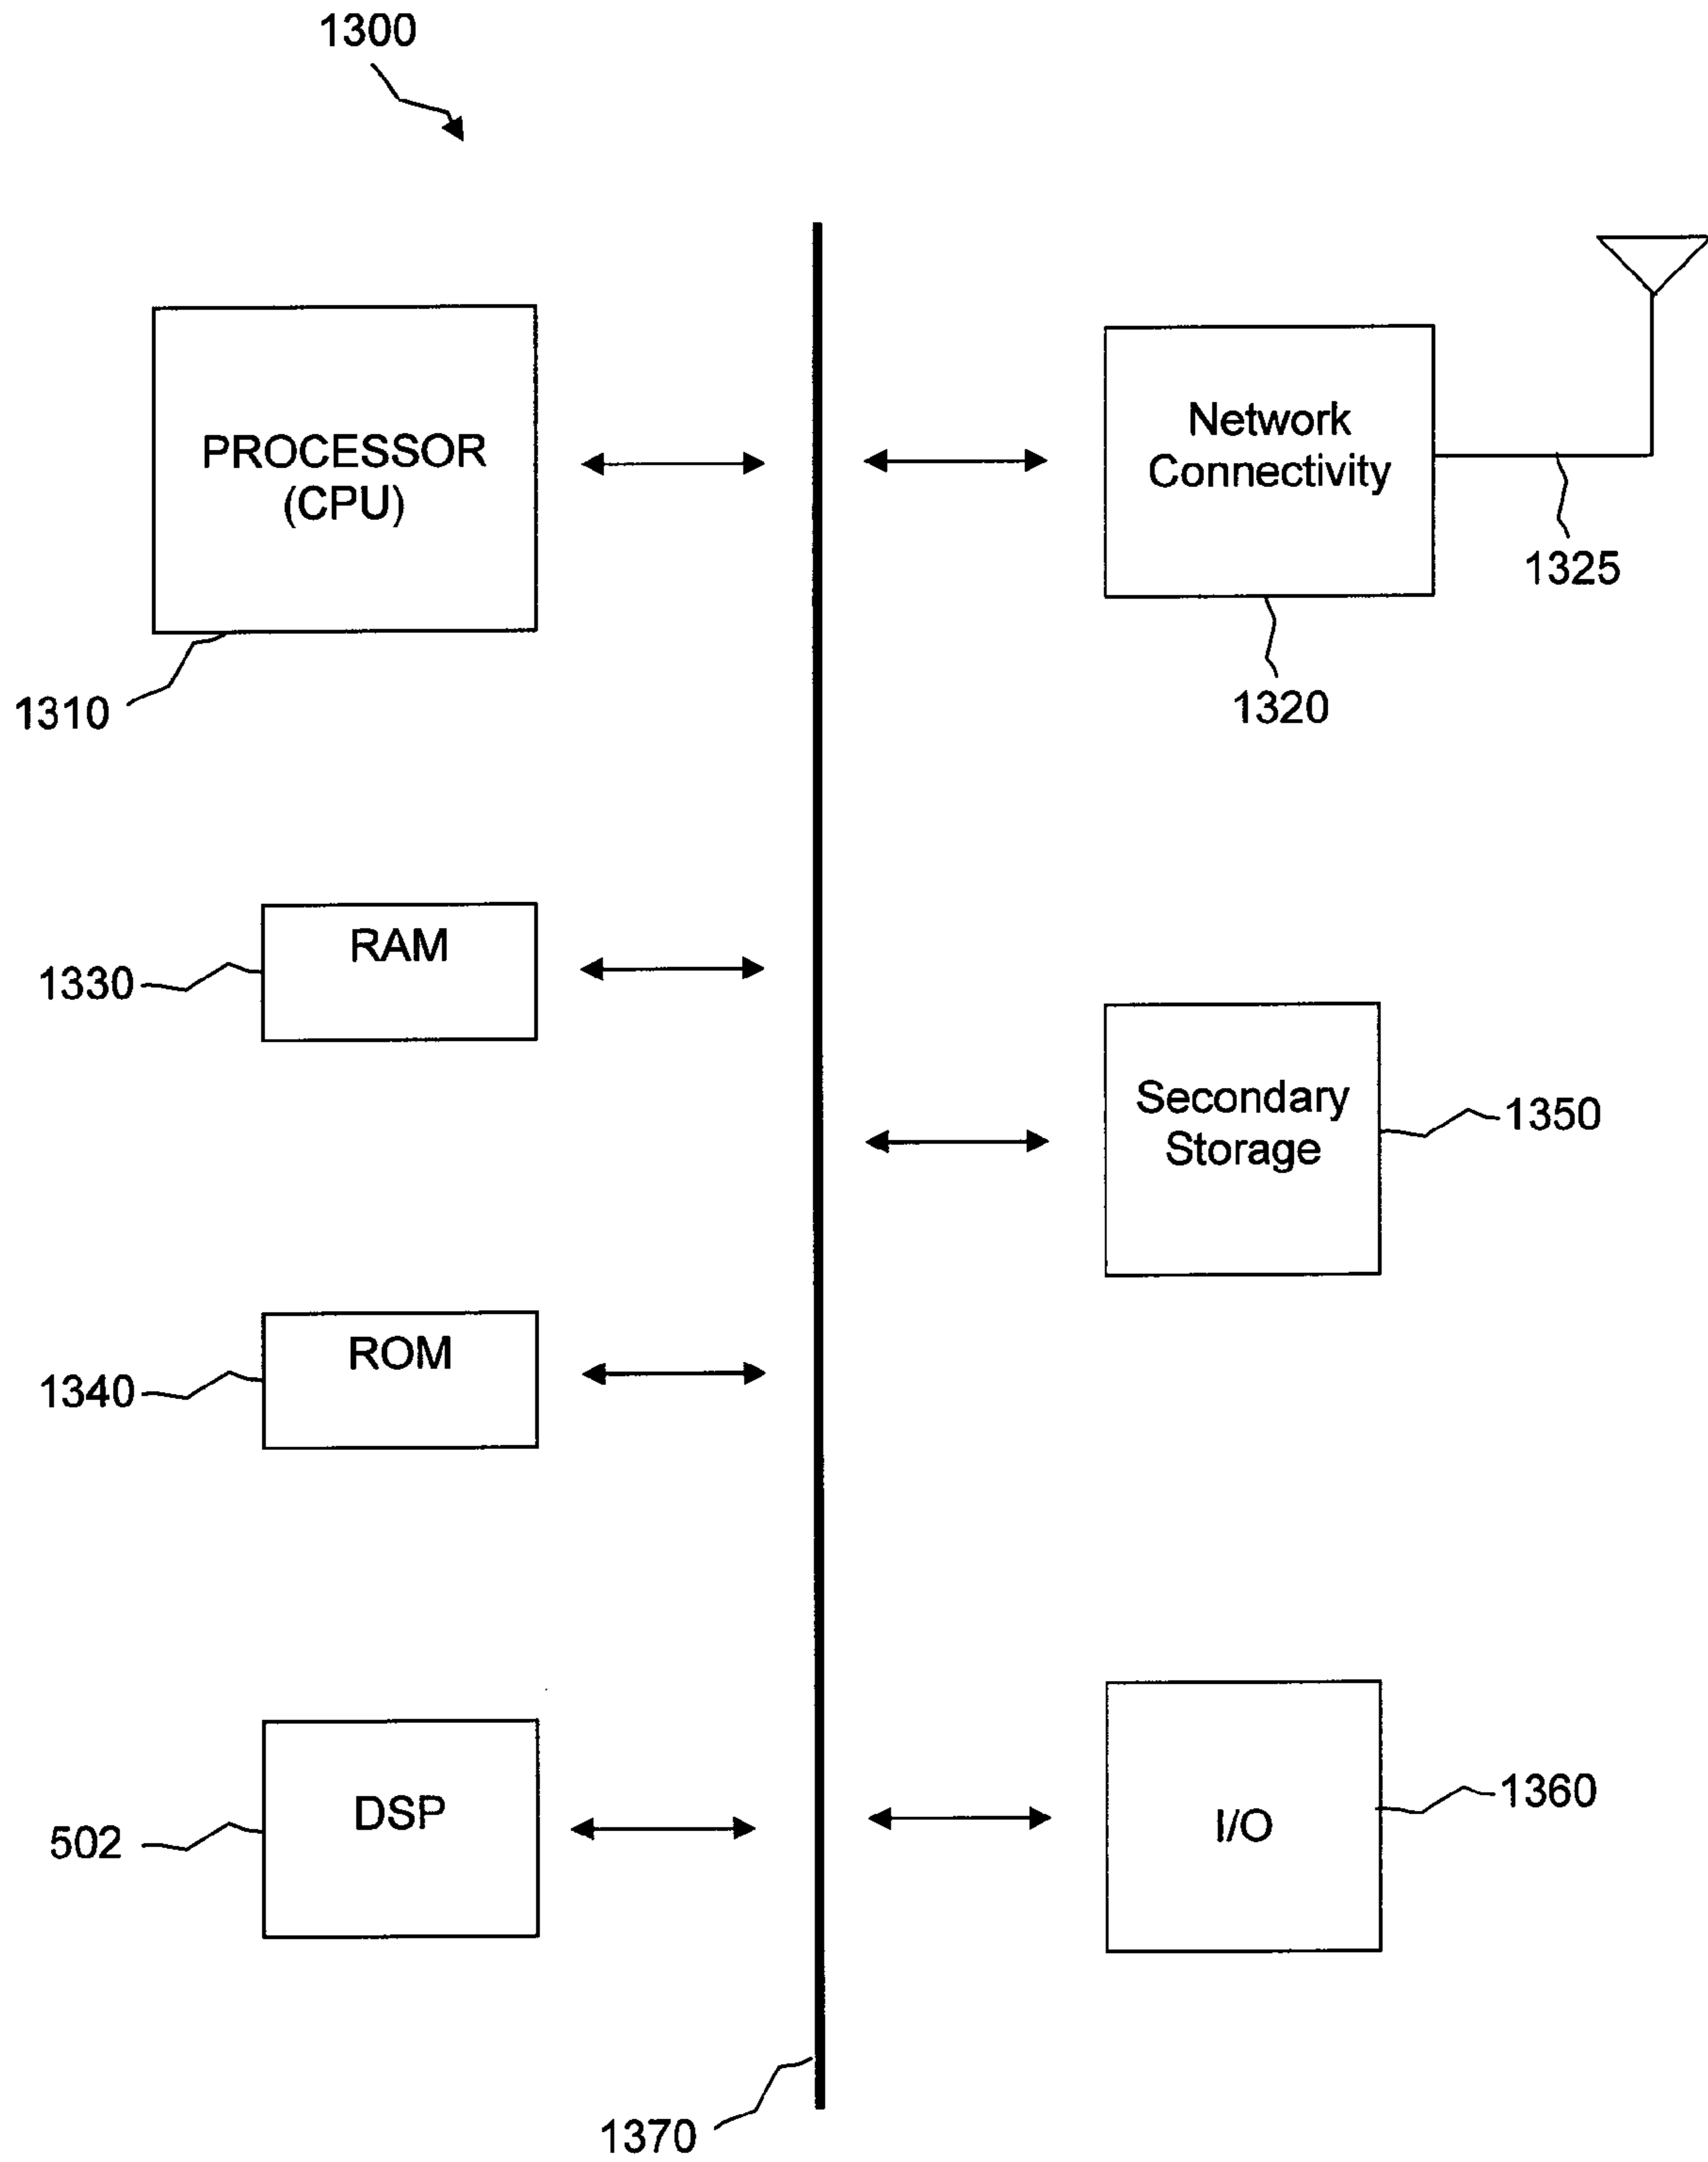 1300
PROCESSOR
(CPU)
1310
Network
Connectivity
1325
1320
RAM
1330
Secondary
Storage
1350
ROM
1340
DSP
502
I/O
1360
1370